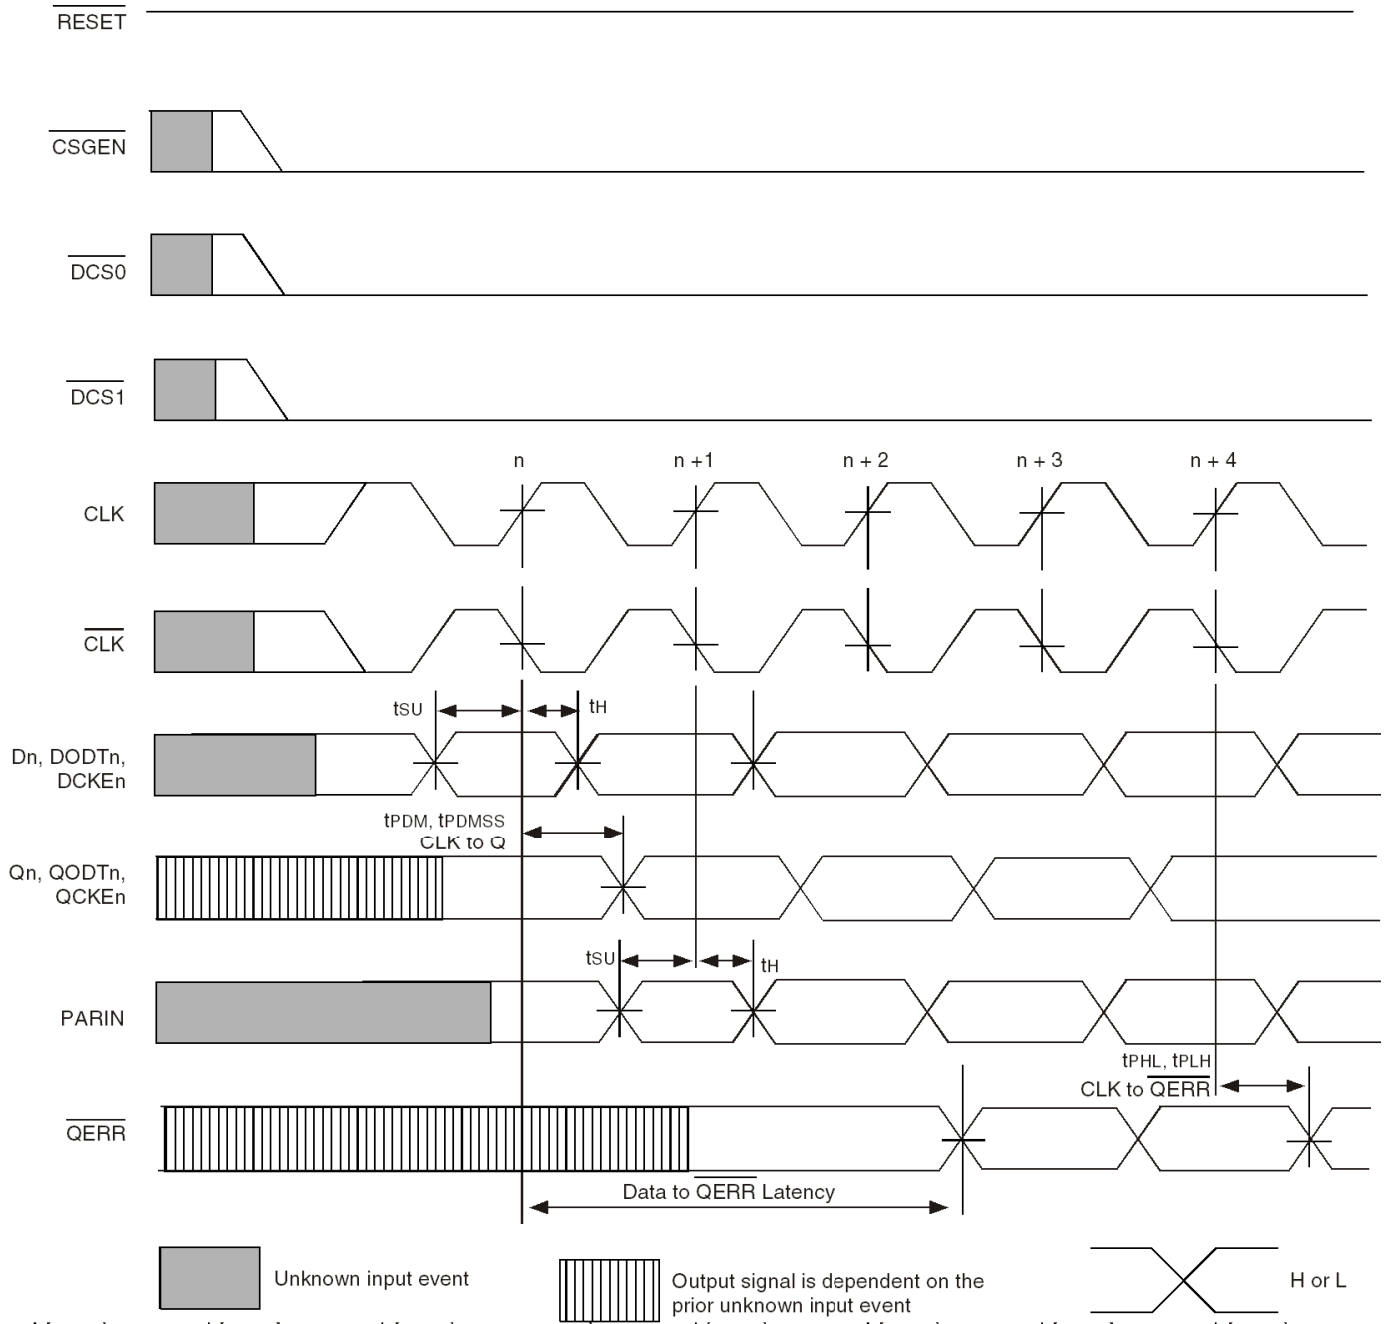 RESET
CSGEN
DCS0
DCS1
n n +1 n + 2 n + 3 n + 4
CLK
CLK
tSU tH
Dn, DODTn,
DCKEn
tPDM, tPDMSS
CLK to Q
Qn, QODTn,
QCKEn
tSU tH
PARIN
tPHL, tPLH
CLK to QERR
QERR
Data to QERR Latency
Unknown input event
Output signal is dependent on the
prior unknown input event
H or L